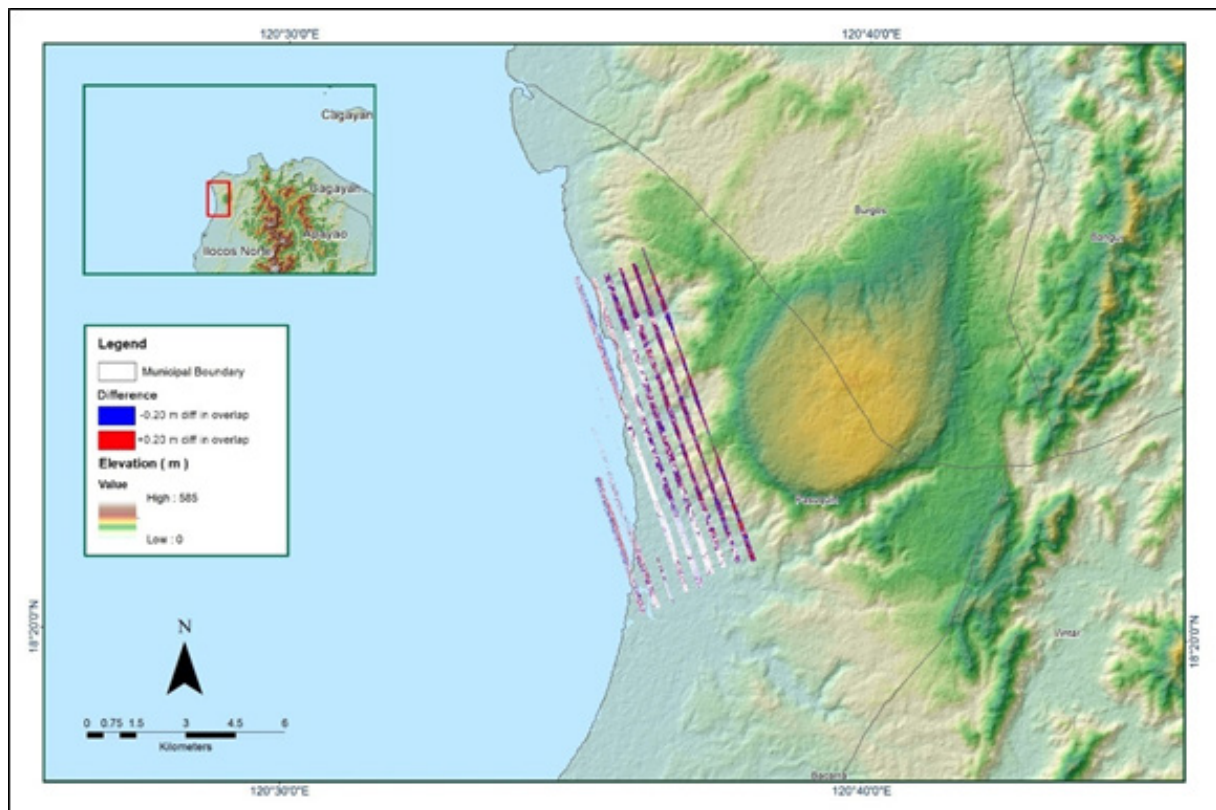 120°30'0"E
120°40'0"E
Cagayan
Cagayan
Apayao
Ilocos Norte
Burgos
Bangui
Legend
Municipal Boundary
Difference
-0.20 m diff in overlap
+0.20 m diff in overlap
Elevation ( m )
Value
High : 585
Low : 0
Pasuquin
18°20'0"N
18°20'0"N
Vintar
N
0 0.75 1.5 3 4.5 6
Kilometers
Bacarra
120°30'0"E
120°40'0"E